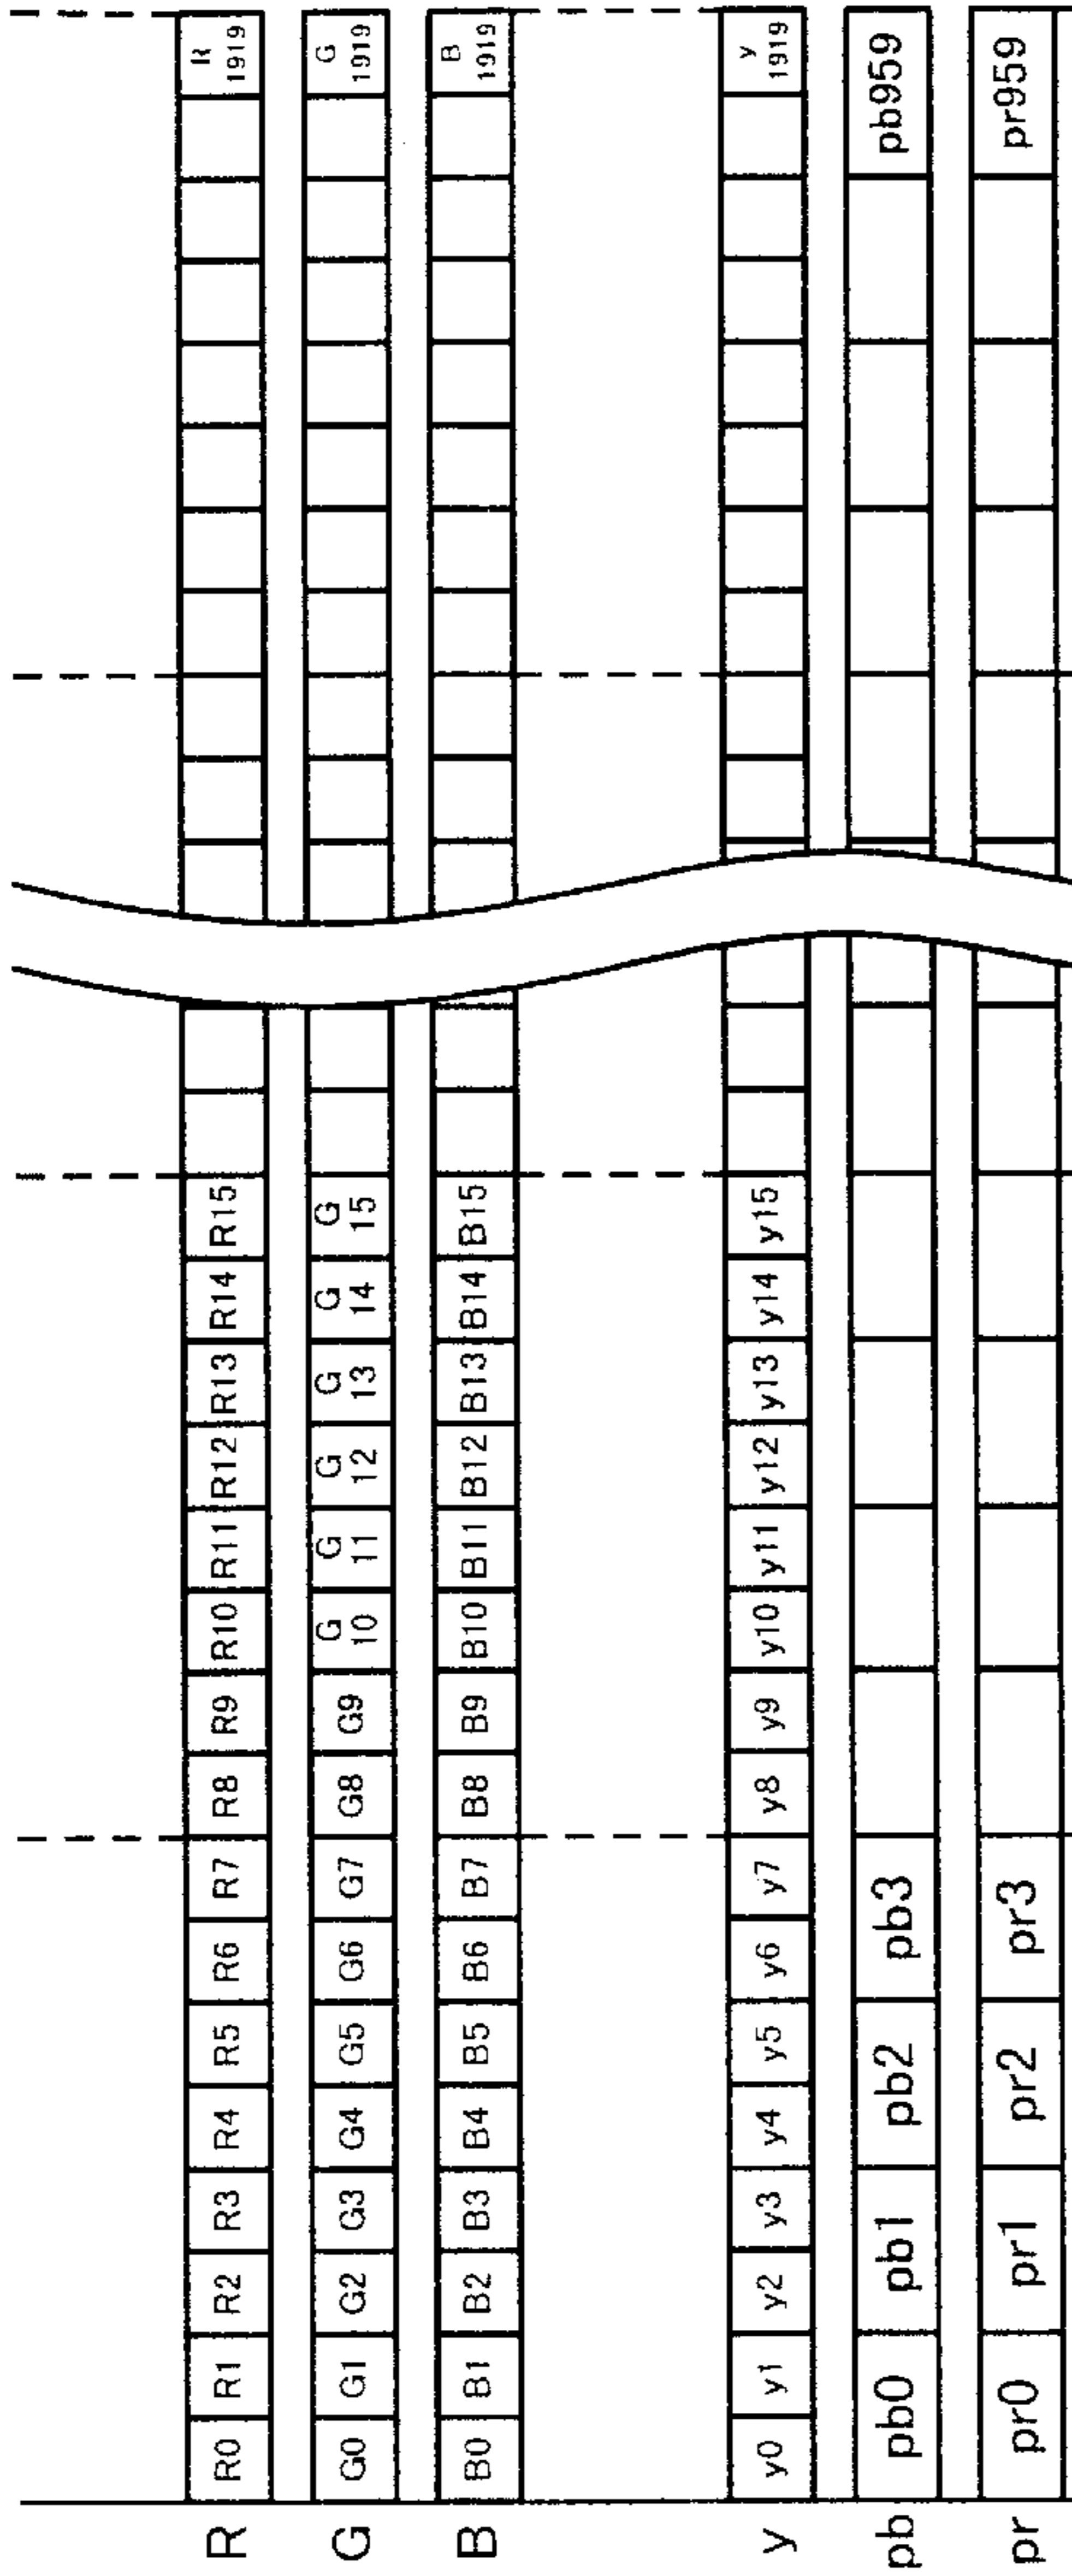 R R0 R1 R2 R3 R4 R5 R6 R7 R8 R9 R10 R11 R12 R13 R14 R15 R 1919
G G0 G1 G2 G3 G4 G5 G6 G7 G8 G9 G 10 G 11 G 12 G 13 G 14 G 15 G 1919
B B0 B1 B2 B3 B4 B5 B6 B7 B8 B9 B10 B11 B12 B13 B14 B15 B 1919
y y0 y1 y2 y3 y4 y5 y6 y7 y8 y9 y10 y11 y12 y13 y14 y15 y 1919
pb pb0 pb1 pb2 pb3 pb959
pr pr0 pr1 pr2 pr3 pr959